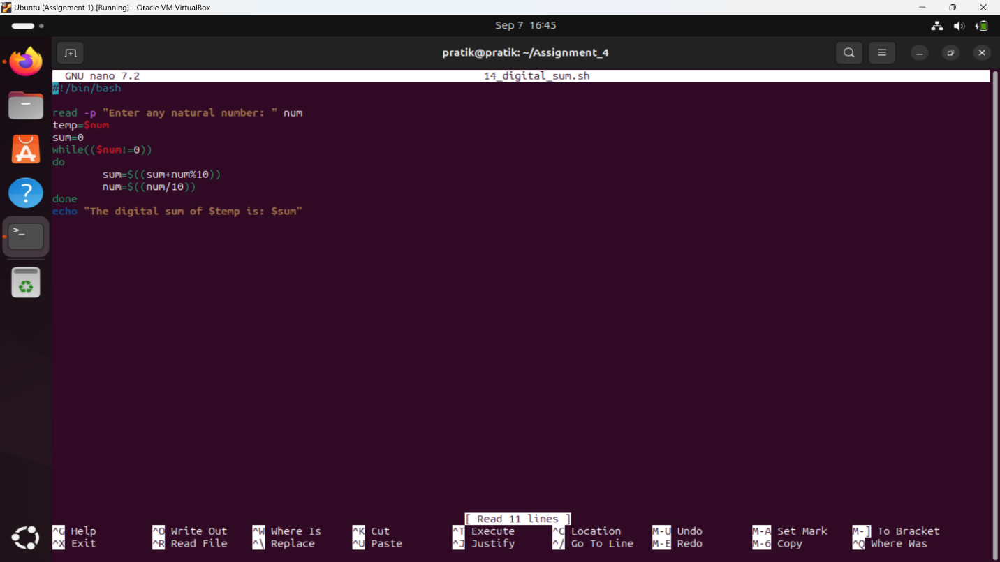 Ubuntu (Assignment 1) [Running] - Oracle VM VirtualBox
Sep 7 16:45
pratik@pratik: ~/Assignment_4
GNU nano 7.2 14_digital_sum.sh
#!/bin/bash
read -p "Enter any natural number: " num
temp=$num
sum=0
while(($num!=0))
do
sum=$((sum+num%10))
num=$((num/10))
done
echo "The digital sum of $temp is: $sum"
[ Read 11 lines ]
^G Help ^O Write Out ^W Where Is ^K Cut ^T Execute ^C Location M-U Undo M-A Set Mark M-] To Bracket
^X Exit ^R Read File ^\ Replace ^U Paste ^J Justify ^/ Go To Line M-E Redo M-6 Copy ^Q Where Was